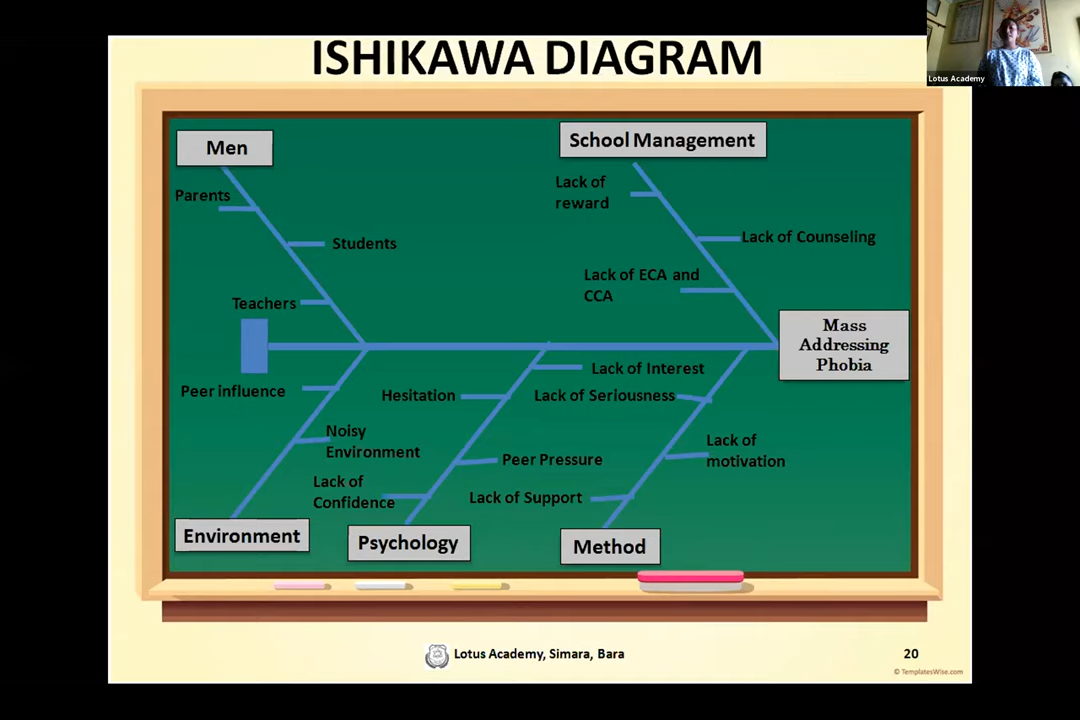 ISHIKAWA DIAGRAM
Lotus Academy
Men
School Management
Parents
Lack of
reward
Students
Lack of Counseling
Lack of ECA and
CCA
Teachers
Mass
Addressing
Phobia
Peer influence
Lack of Interest
Hesitation
Lack of Seriousness
Noisy
Environment
Lack of
motivation
Peer Pressure
Lack of
Confidence
Lack of Support
Environment
Psychology
Method
Lotus Academy, Simara, Bara
20
© TemplatesWise.com